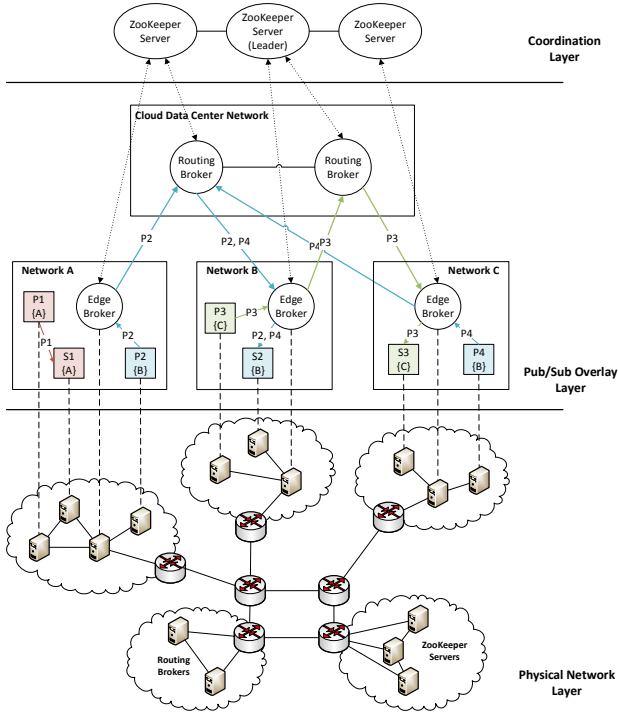 ZooKeeper
Server
ZooKeeper
Server
(Leader)
ZooKeeper
Server
Coordination
Layer
Cloud Data Center Network
Routing
Broker
Routing
Broker
P2
P2, P4
P4
P3
P3
Network A
P1
{A}
P1
S1
{A}
Edge
Broker
P2
P2
{B}
Network B
P3
{C}
P3
Edge
Broker
P2, P4
S2
{B}
Network C
Edge
Broker
P3
S3
{C}
P4
P4
{B}
Pub/Sub Overlay
Layer
Routing
Brokers
ZooKeeper
Servers
Physical Network
Layer